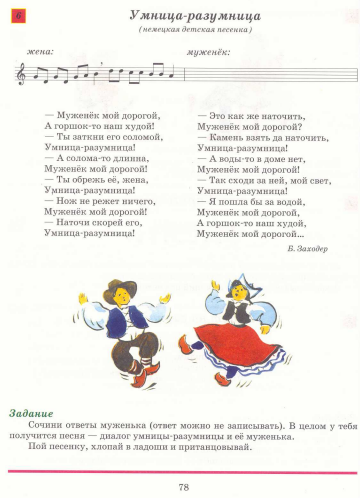 6
Умница-разумница
(немецкая детская песенка)
жена: муженёк:
— Муженёк мой дорогой,
А горшок-то наш худой!
— Ты заткни его соломой,
Умница-разумница!
— А солома-то длинна,
Муженёк мой дорогой!
— Ты обрежь её, жена,
Умница-разумница!
— Нож не режет ничего,
Муженёк мой дорогой!
— Наточи скорей его,
Умница-разумница!
— Это как же наточить,
Муженёк мой дорогой?
— Камень взять да наточить,
Умница-разумница!
— А воды-то в доме нет,
Муженёк мой дорогой!
— Так сходи за ней, мой свет,
Умница-разумница!
— Я пошла бы за водой,
Муженёк мой дорогой,
А горшок-то наш худой,
Муженёк мой дорогой...
Б. Заходер
Задание
Сочини ответы муженька (ответ можно не записывать). В целом у тебя
получится песня — диалог умницы-разумницы и её муженька.
Пой песенку, хлопай в ладоши и пританцовывай.
78